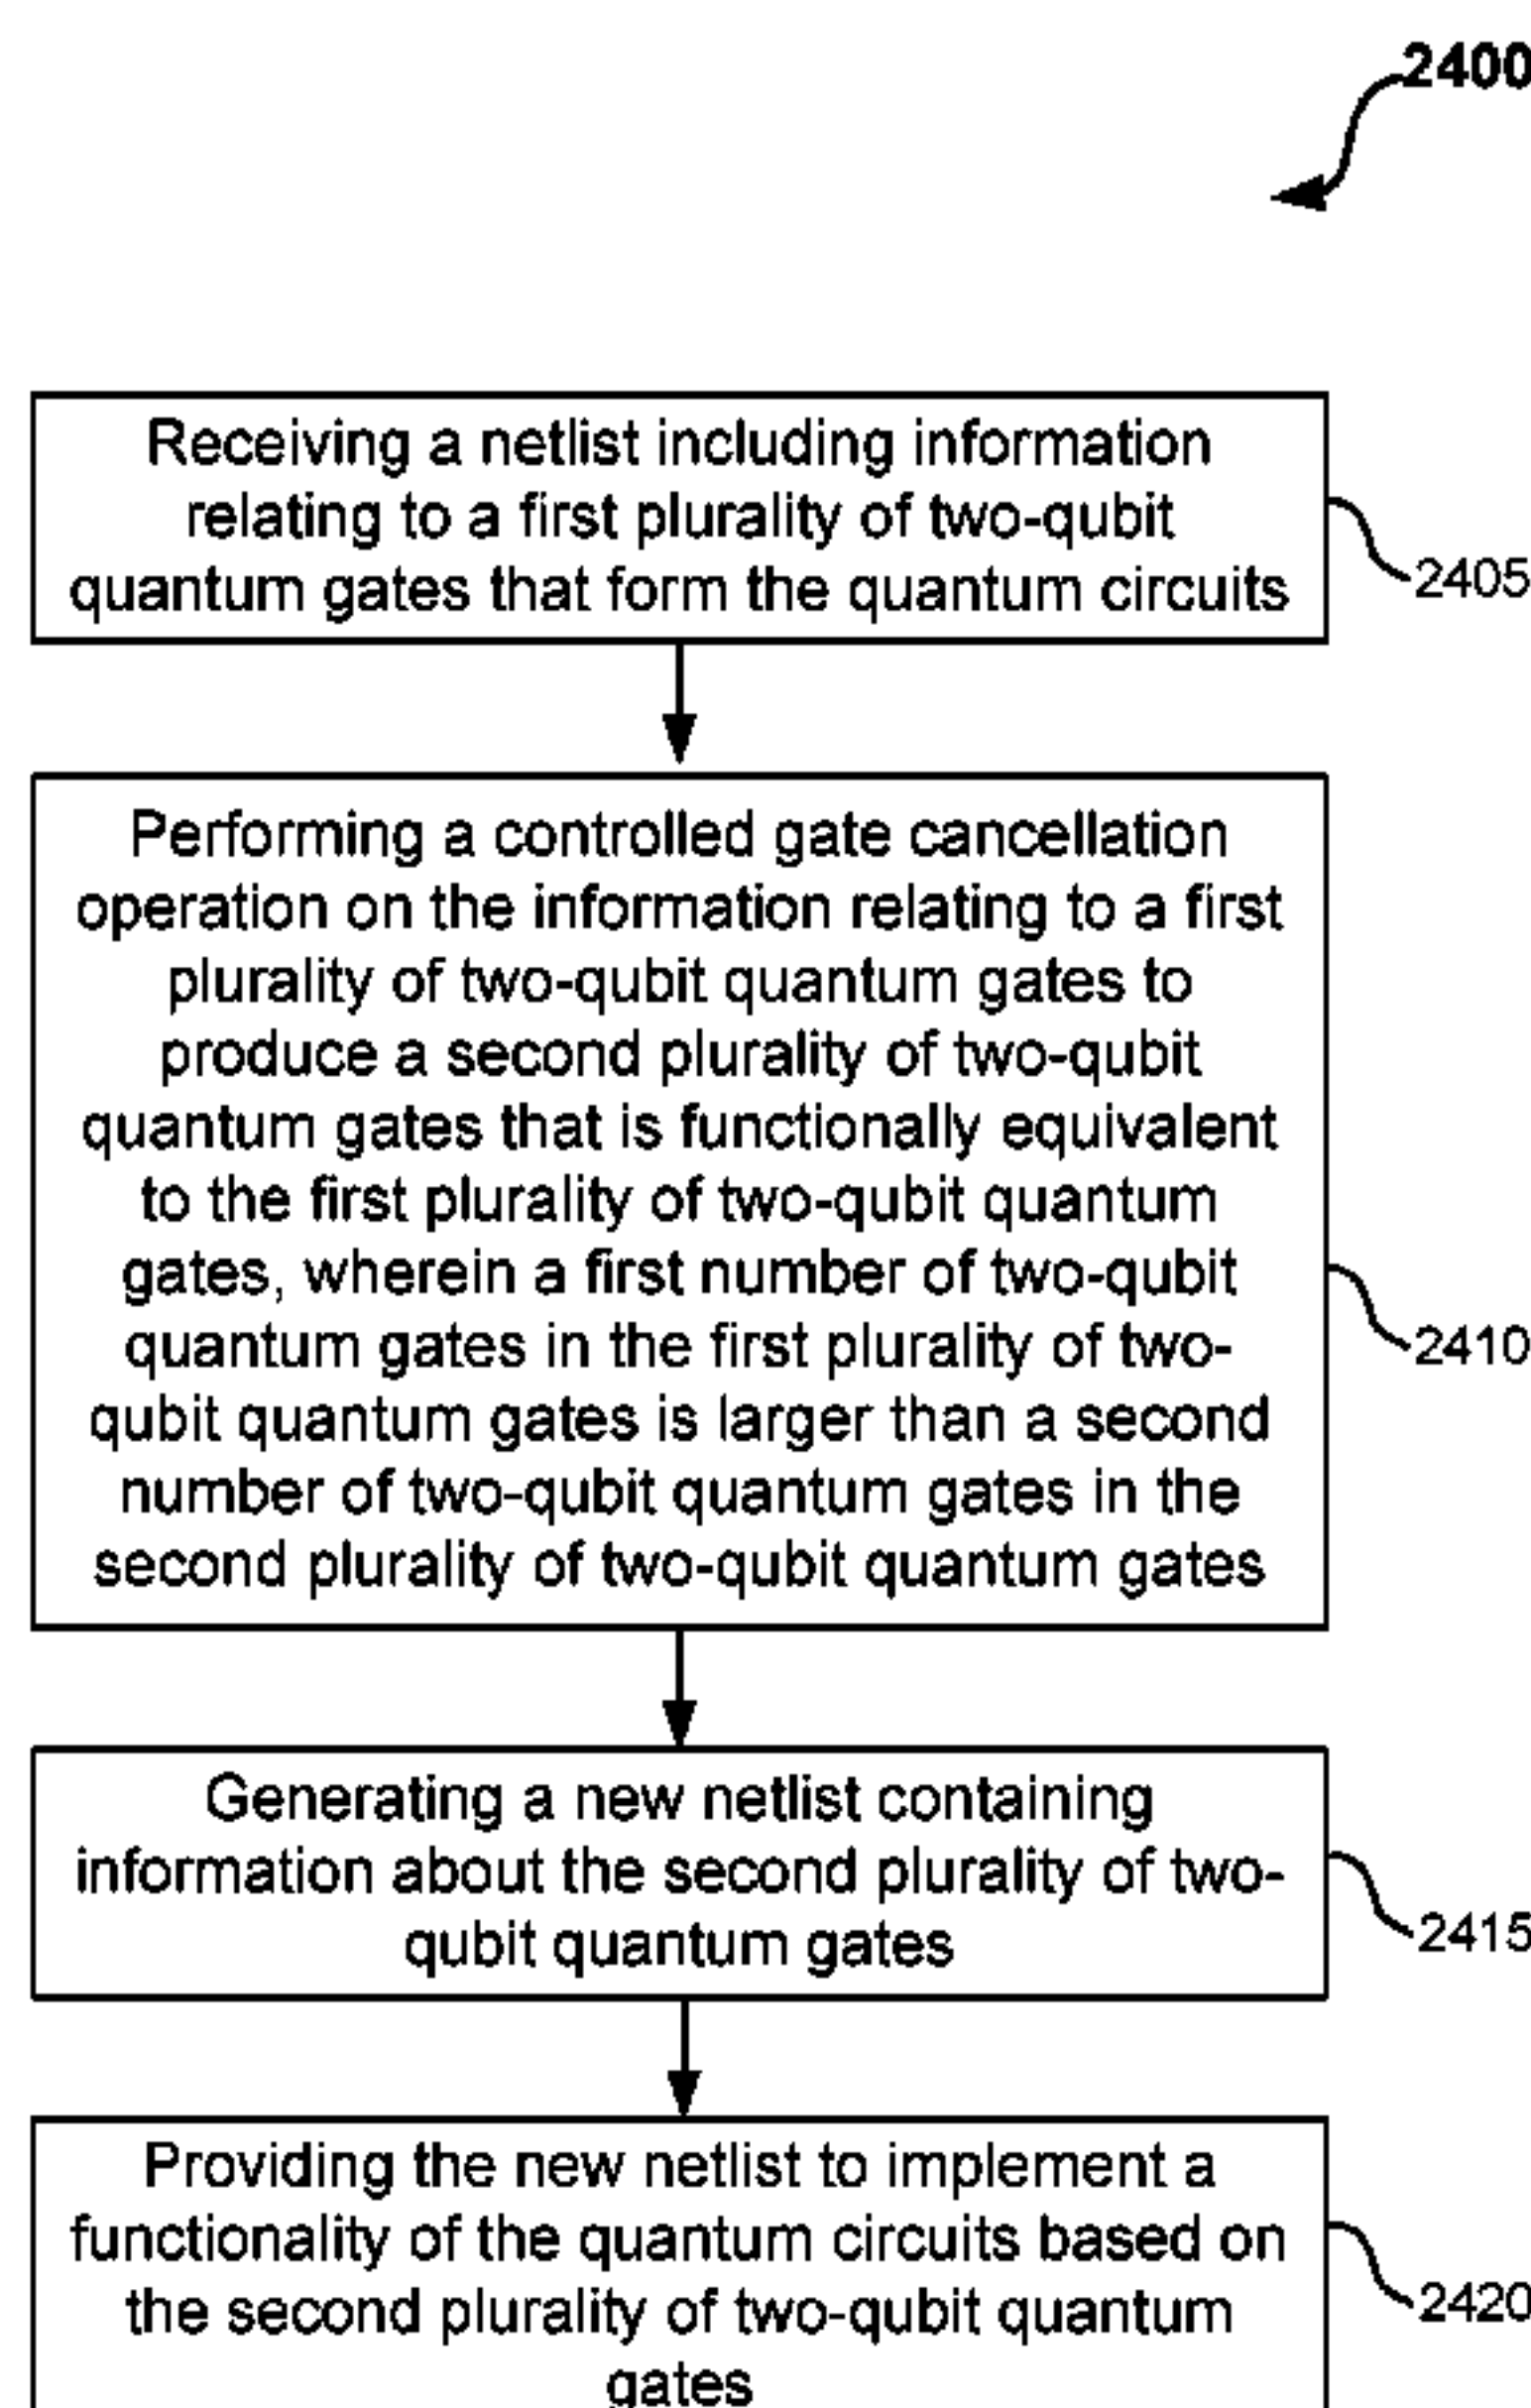 2400
Receiving a netlist including information
relating to a first plurality of two-qubit
quantum gates that form the quantum circuits
2405
Performing a controlled gate cancellation
operation on the information relating to a first
plurality of two-qubit quantum gates to
produce a second plurality of two-qubit
quantum gates that is functionally equivalent
to the first plurality of two-qubit quantum
gates, wherein a first number of two-qubit
quantum gates in the first plurality of two-
qubit quantum gates is larger than a second
number of two-qubit quantum gates in the
second plurality of two-qubit quantum gates
2410
Generating a new netlist containing
information about the second plurality of two-
qubit quantum gates
2415
Providing the new netlist to implement a
functionality of the quantum circuits based on
the second plurality of two-qubit quantum
gates
2420